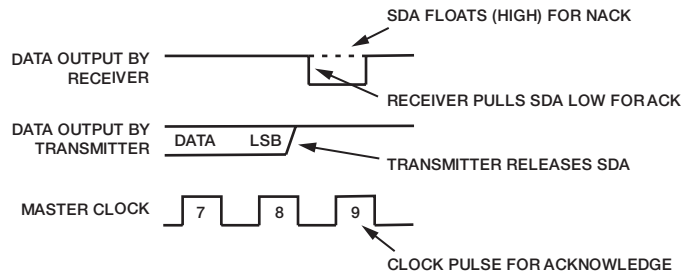 SDA FLOATS (HIGH) FOR NACK
DATA OUTPUT BY
RECEIVER
RECEIVER PULLS SDA LOW FOR ACK
DATA OUTPUT BY
TRANSMITTER
DATA LSB
TRANSMITTER RELEASES SDA
MASTER CLOCK
7 8 9
CLOCK PULSE FOR ACKNOWLEDGE